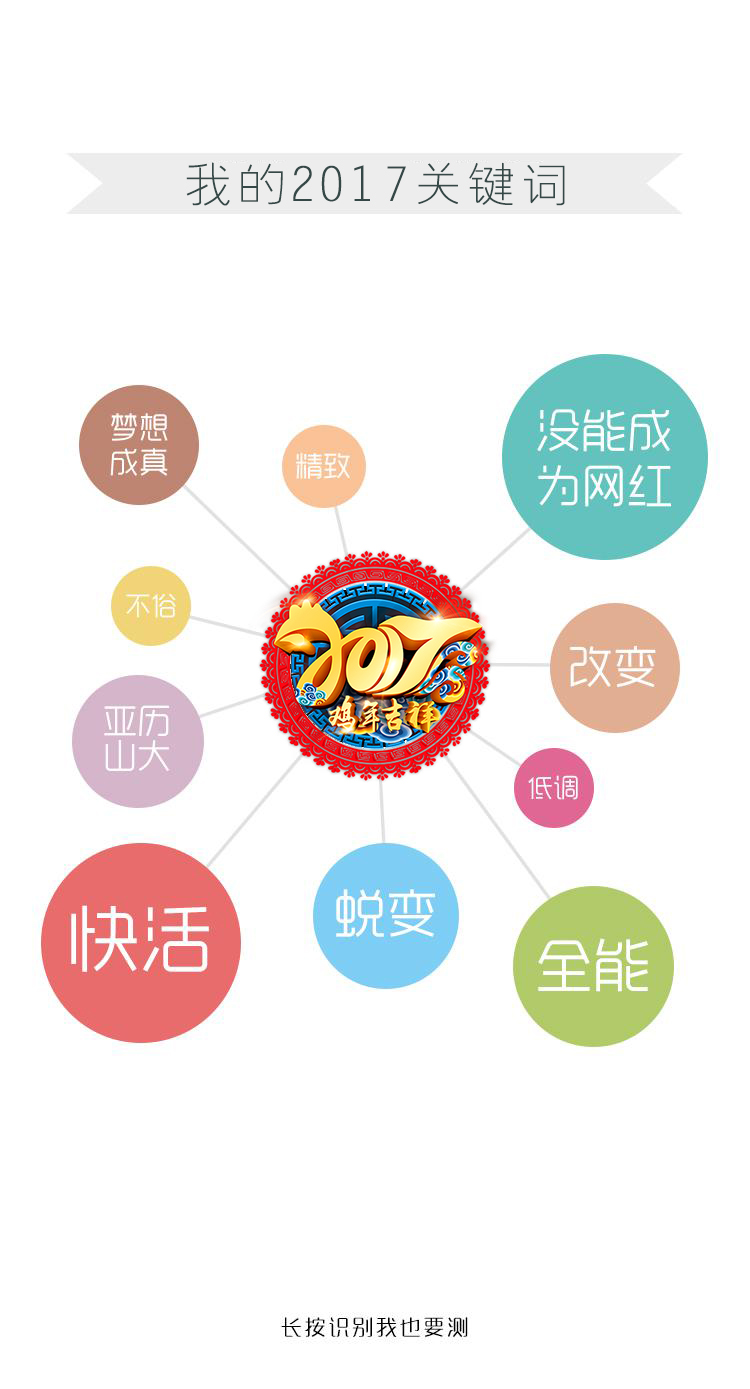 我的2017关键词
梦想
成真
精致
没能成
为网红
不俗
2017
鸡年吉祥
改变
亚历
山大
低调
快活
蜕变
全能
长按识别我也要测